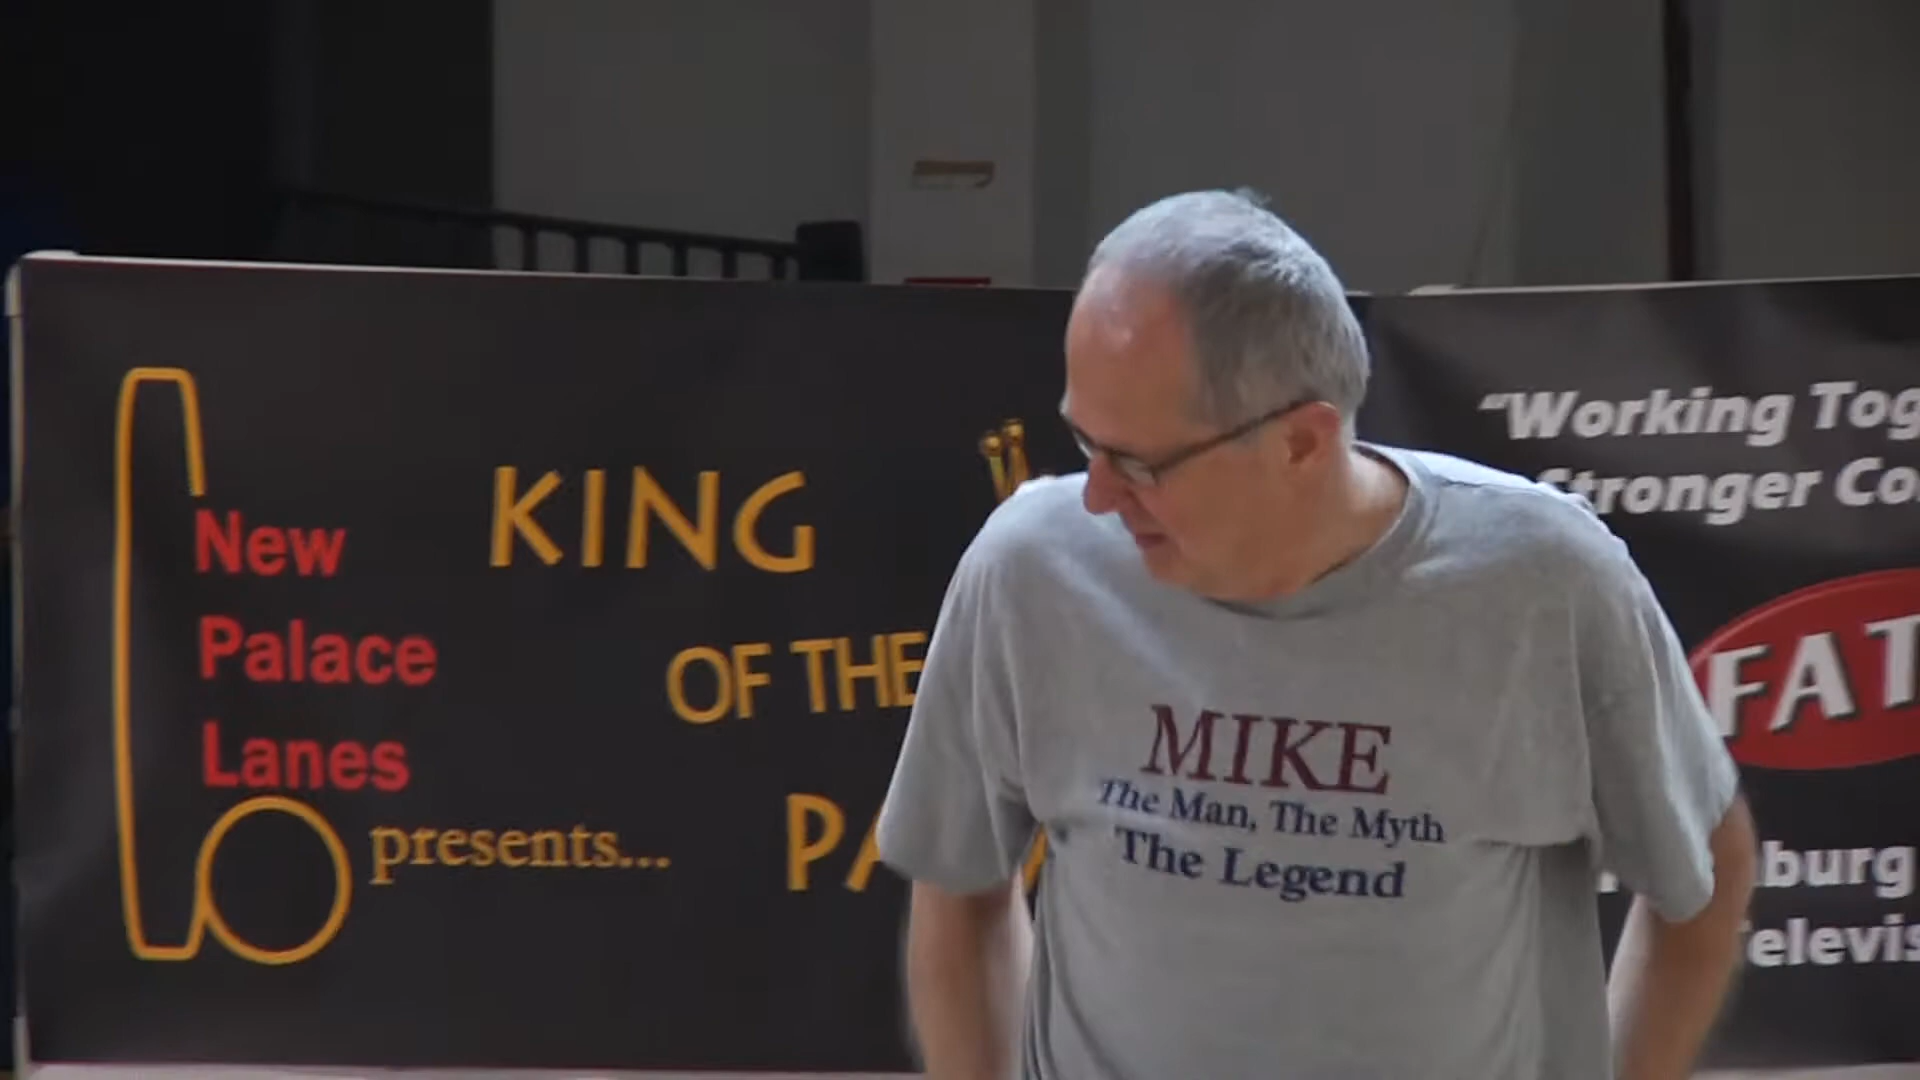 New
Palace
Lanes
presents...
KING
OF THE
"Working Tog
Stronger Co
FAT
burg
Televis
MIKE
The Man, The Myth
The Legend